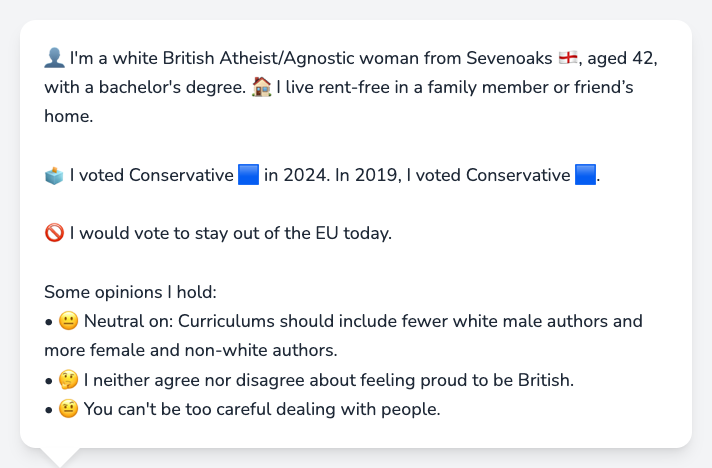 👤 I'm a white British Atheist/Agnostic woman from Sevenoaks 🏴󠁧󠁢󠁥󠁮󠁧󠁿, aged 42,
with a bachelor's degree. 🏠 I live rent-free in a family member or friend’s
home.
🗳️ I voted Conservative 🟦 in 2024. In 2019, I voted Conservative 🟦.
🚫 I would vote to stay out of the EU today.
Some opinions I hold:
• 😐 Neutral on: Curriculums should include fewer white male authors and
more female and non-white authors.
• 🤔 I neither agree nor disagree about feeling proud to be British.
• 🤨 You can't be too careful dealing with people.